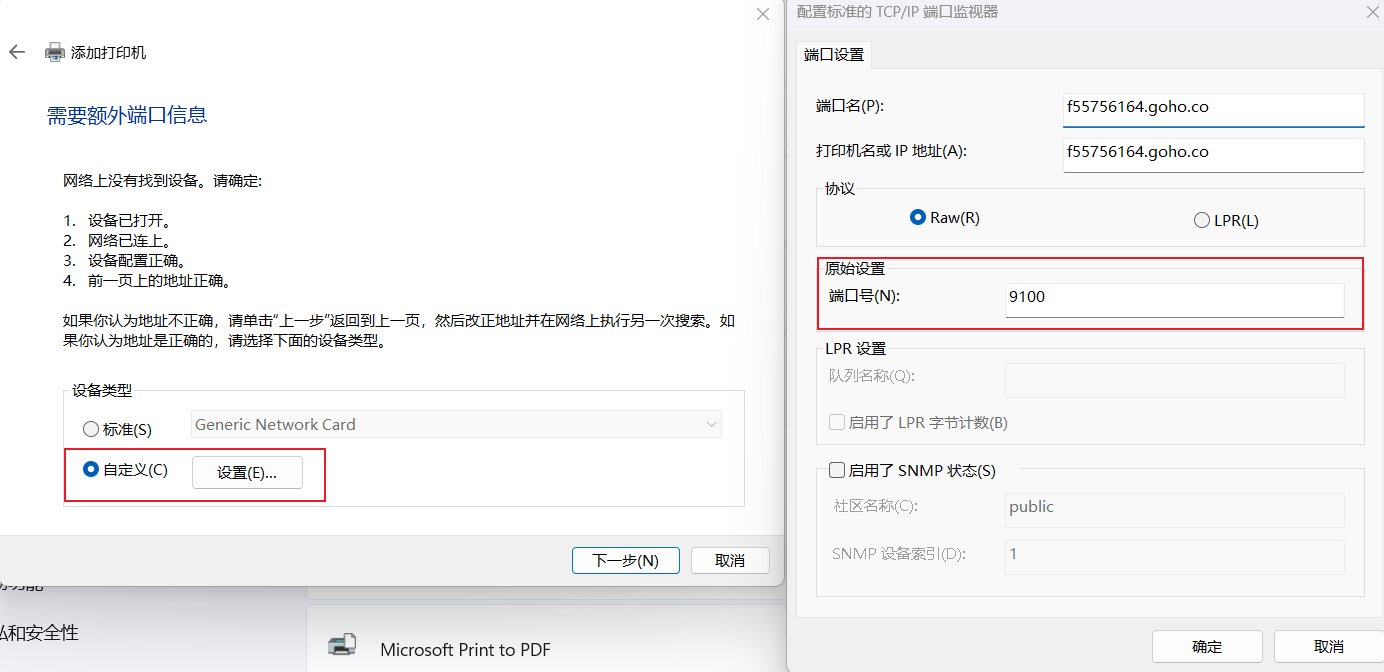 添加打印机
需要额外端口信息
网络上没有找到设备。请确定:
1. 设备已打开。
2. 网络已连上。
3. 设备配置正确。
4. 前一页上的地址正确。
如果你认为地址不正确，请单击“上一步”返回到上一页，然后改正地址并在网络上执行另一次搜索。如
果你认为地址是正确的，请选择下面的设备类型。
设备类型
标准(S)
Generic Network Card
自定义(C)
设置(E)...
下一步(N)
取消
私和安全性
Microsoft Print to PDF
配置标准的 TCP/IP 端口监视器
端口设置
端口名(P):
f55756164.goho.co
打印机名或 IP 地址(A):
f55756164.goho.co
协议
Raw(R)
LPR(L)
原始设置
端口号(N):
9100
LPR 设置
队列名称(Q):
启用了 LPR 字节计数(B)
启用了 SNMP 状态(S)
社区名称(C):
public
SNMP 设备索引(D):
1
确定
取消